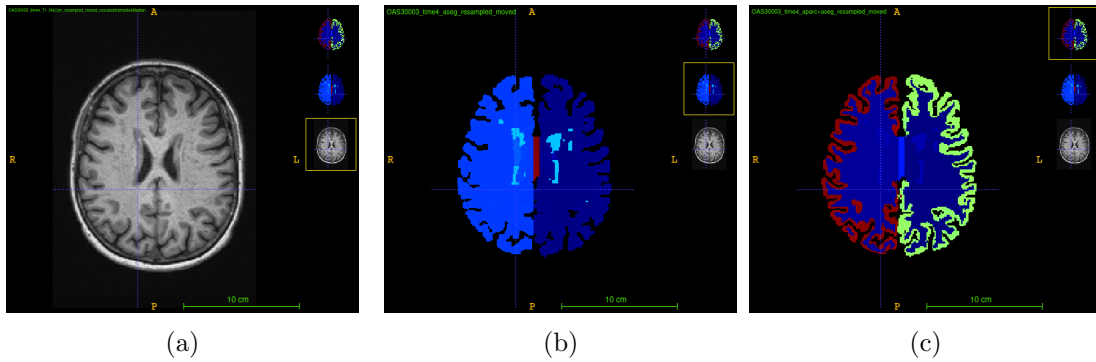 OAS30003_time4_aseg_resampled_moved
OAS30003_time4_aparc+aseg_resampled_moved
A
A
A
R
L
R
L
R
L
10 cm
10 cm
10 cm
P
P
P
(a)
(b)
(c)